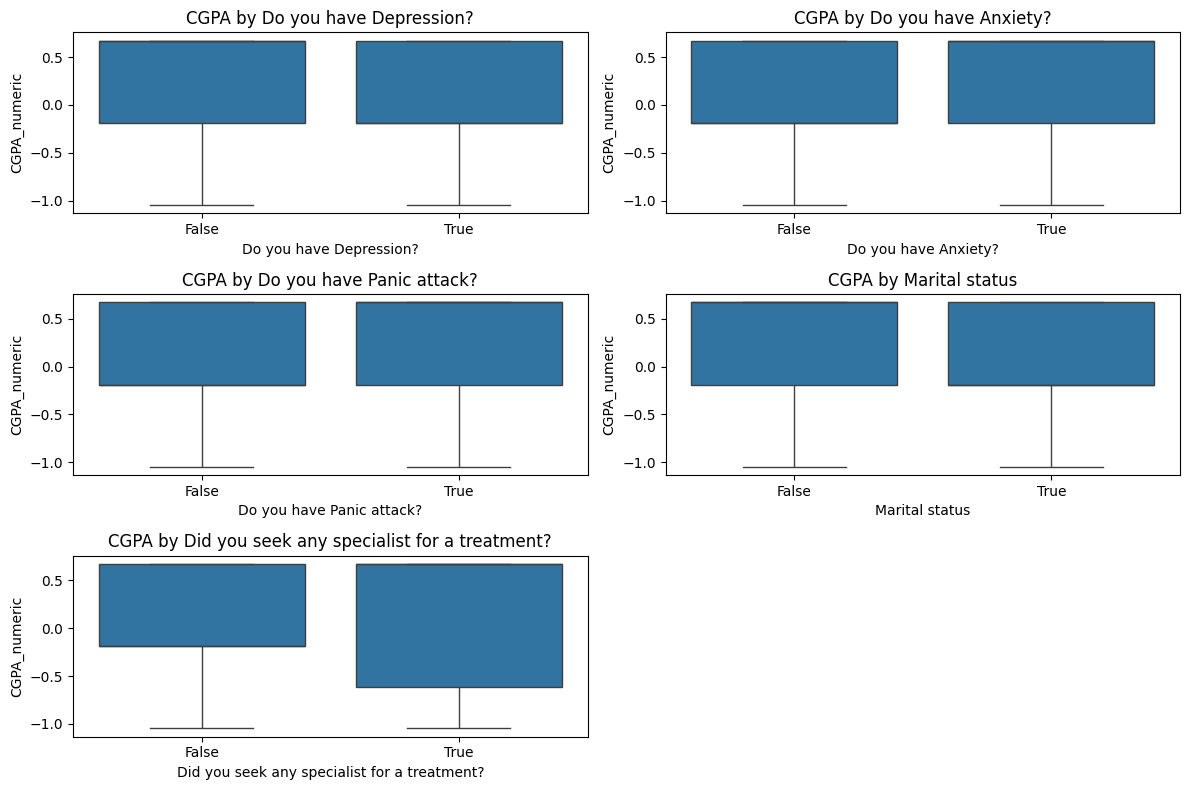 CGPA by Do you have Depression?
CGPA_numeric
0.5
0.0
−0.5
−1.0
False
True
Do you have Depression?
CGPA by Do you have Anxiety?
CGPA_numeric
0.5
0.0
−0.5
−1.0
False
True
Do you have Anxiety?
CGPA by Do you have Panic attack?
CGPA_numeric
0.5
0.0
−0.5
−1.0
False
True
Do you have Panic attack?
CGPA by Marital status
CGPA_numeric
0.5
0.0
−0.5
−1.0
False
True
Marital status
CGPA by Did you seek any specialist for a treatment?
CGPA_numeric
0.5
0.0
−0.5
−1.0
False
True
Did you seek any specialist for a treatment?